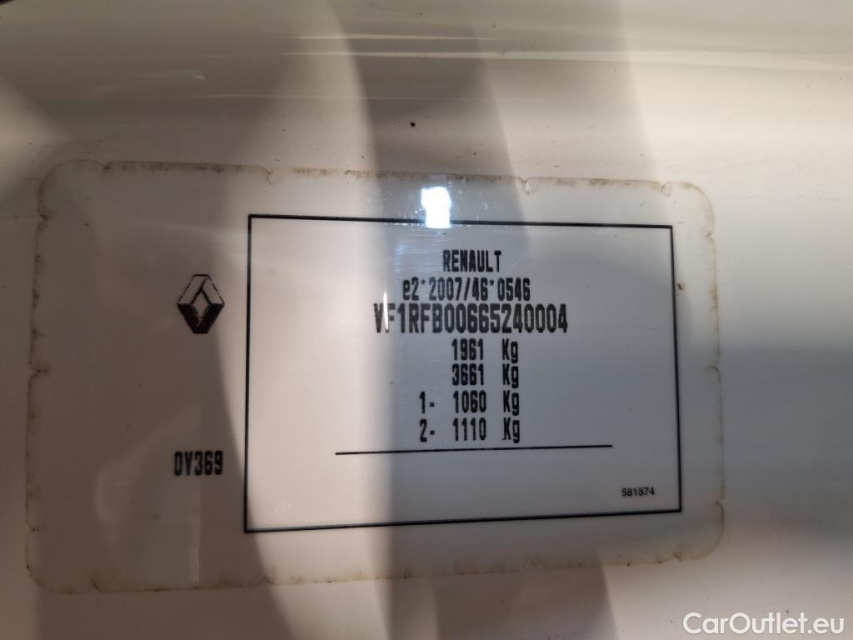 RENAULT
e2*2007/46*0546
VF1RFB00665240004
1961 Kg
3661 Kg
1- 1060 Kg
2- 1110 Kg
0V369
581874
CarOutlet.eu